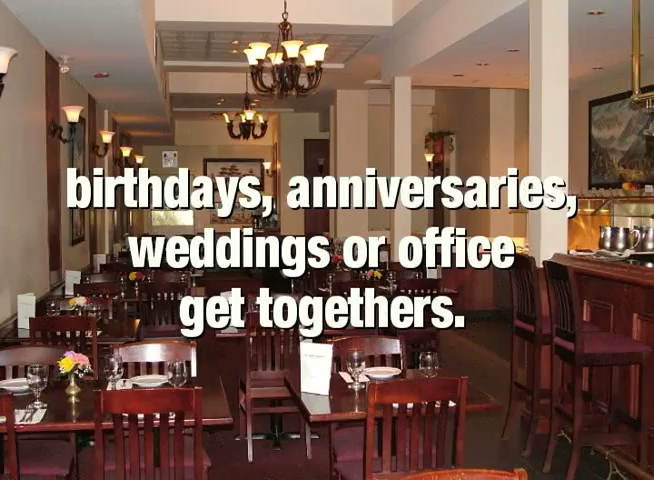 birthdays, anniversaries,
weddings or office
get togethers.